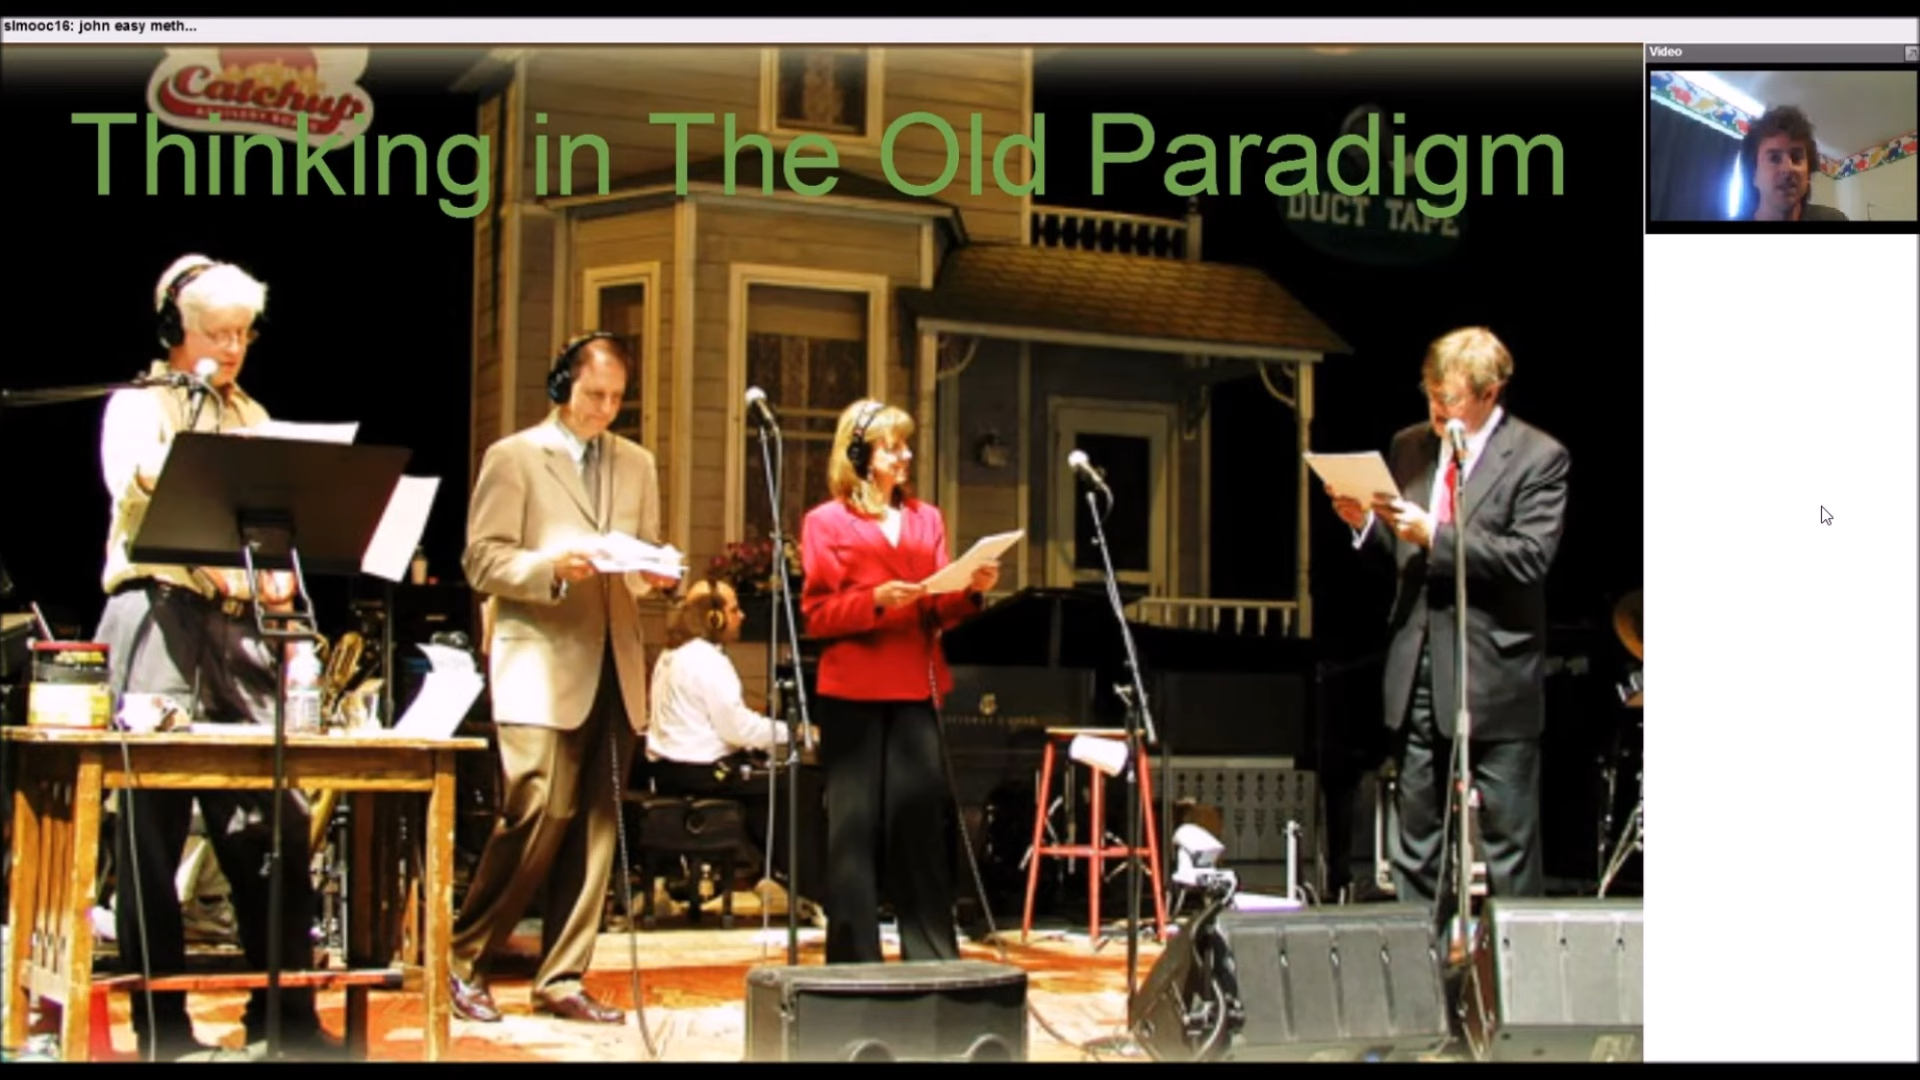 slmooc16: john easy meth...
Video
Catchup
Thinking in The Old Paradigm
DUCT TAPE